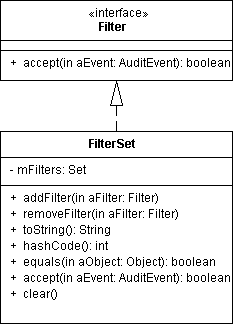 «interface»
Filter
+ accept(in aEvent: AuditEvent): boolean
FilterSet
- mFilters: Set
+ addFilter(in aFilter: Filter)
+ removeFilter(in aFilter: Filter)
+ toString(): String
+ hashCode(): int
+ equals(in aObject: Object): boolean
+ accept(in aEvent: AuditEvent): boolean
+ clear()